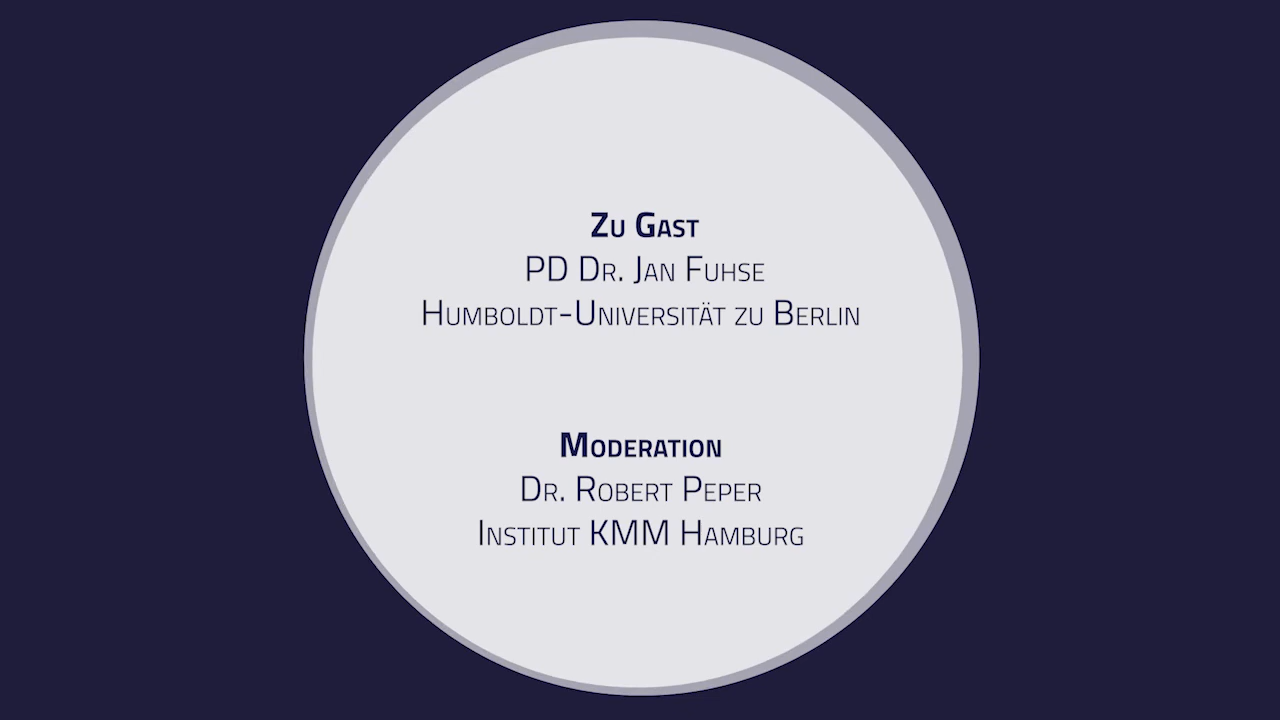 Zu Gast
PD Dr. Jan Fuhse
Humboldt-Universität zu Berlin
Moderation
Dr. Robert Peper
Institut KMM Hamburg